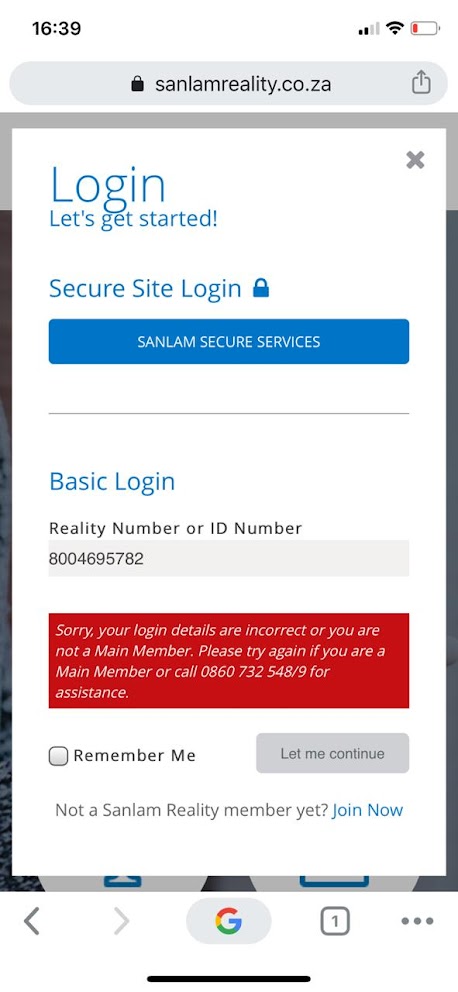 16:39
sanlamreality.co.za
Login
Let's get started!
Secure Site Login
SANLAM SECURE SERVICES
Basic Login
Reality Number or ID Number
8004695782
Sorry, your login details are incorrect or you are
not a Main Member. Please try again if you are a
Main Member or call 0860 732 548/9 for
assistance.
Remember Me
Let me continue
Not a Sanlam Reality member yet? Join Now
1